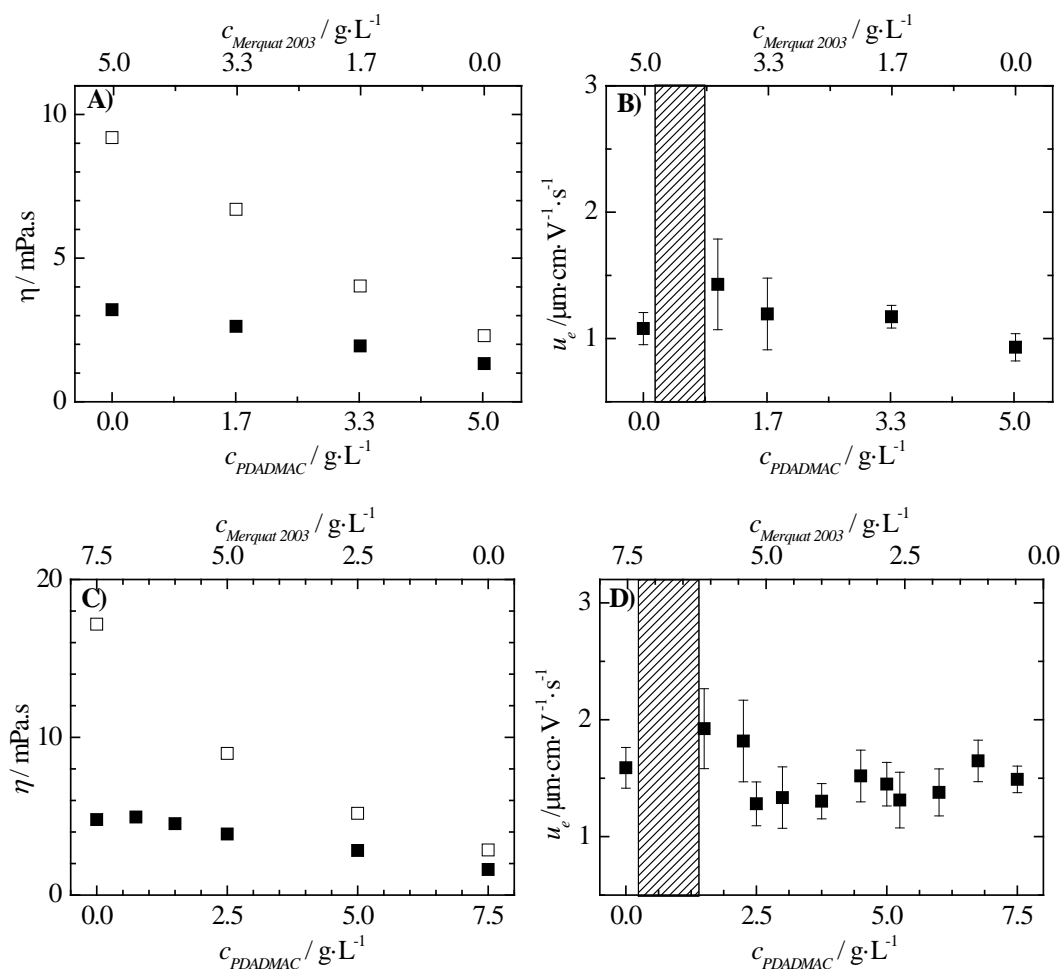 c_Merquat 2003 / g·L⁻¹
5.0 3.3 1.7 0.0
A)
10
5
0
η / mPa.s
0.0 1.7 3.3 5.0
c_PDADMAC / g·L⁻¹
c_Merquat 2003 / g·L⁻¹
5.0 3.3 1.7 0.0
B)
3
2
1
u_e /µm·cm·V⁻¹·s⁻¹
0.0 1.7 3.3 5.0
c_PDADMAC / g·L⁻¹
c_Merquat 2003 / g·L⁻¹
7.5 5.0 2.5 0.0
C)
20
10
0
η / mPa.s
0.0 2.5 5.0 7.5
c_PDADMAC / g·L⁻¹
c_Merquat 2003 / g·L⁻¹
7.5 5.0 2.5 0.0
D)
3
2
1
u_e /µm·cm·V⁻¹·s⁻¹
0.0 2.5 5.0 7.5
c_PDADMAC / g·L⁻¹